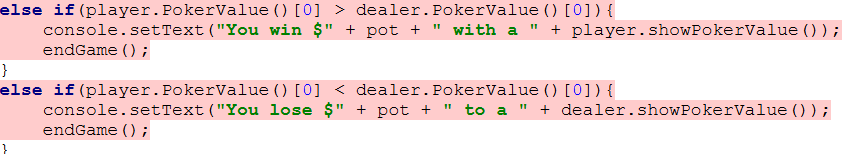 else if(player.PokerValue()[0] > dealer.PokerValue()[0]){
    console.setText("You win $" + pot + " with a " + player.showPokerValue());
    endGame();
}
else if(player.PokerValue()[0] < dealer.PokerValue()[0]){
    console.setText("You lose $" + pot + " to a " + dealer.showPokerValue());
    endGame();
}